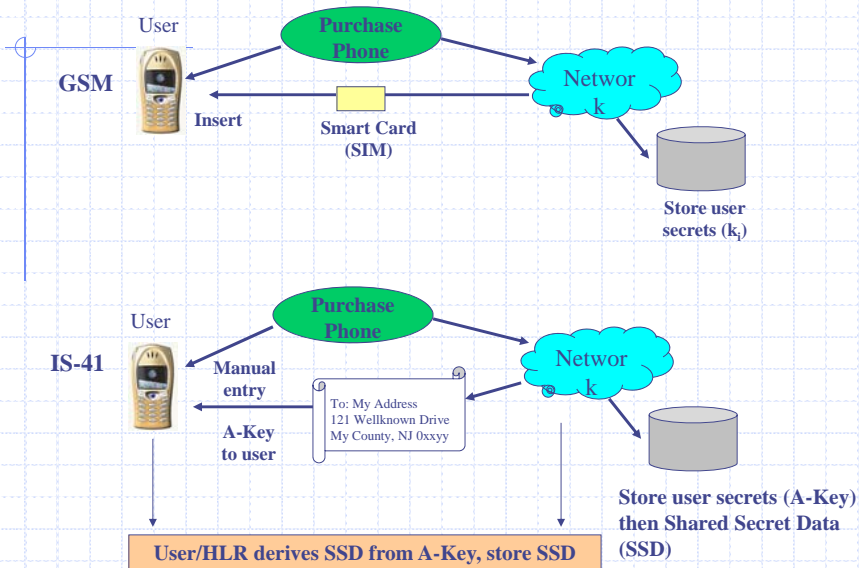 User
Purchase
Phone
GSM
Networ
k
Insert
Smart Card
(SIM)
Store user
secrets (ki)
Purchase
Phone
User
IS-41
Networ
k
Manual
entry
To: My Address
121 Wellknown Drive
My County, NJ 0xxyy
A-Key
to user
Store user secrets (A-Key)
then Shared Secret Data
(SSD)
User/HLR derives SSD from A-Key, store SSD